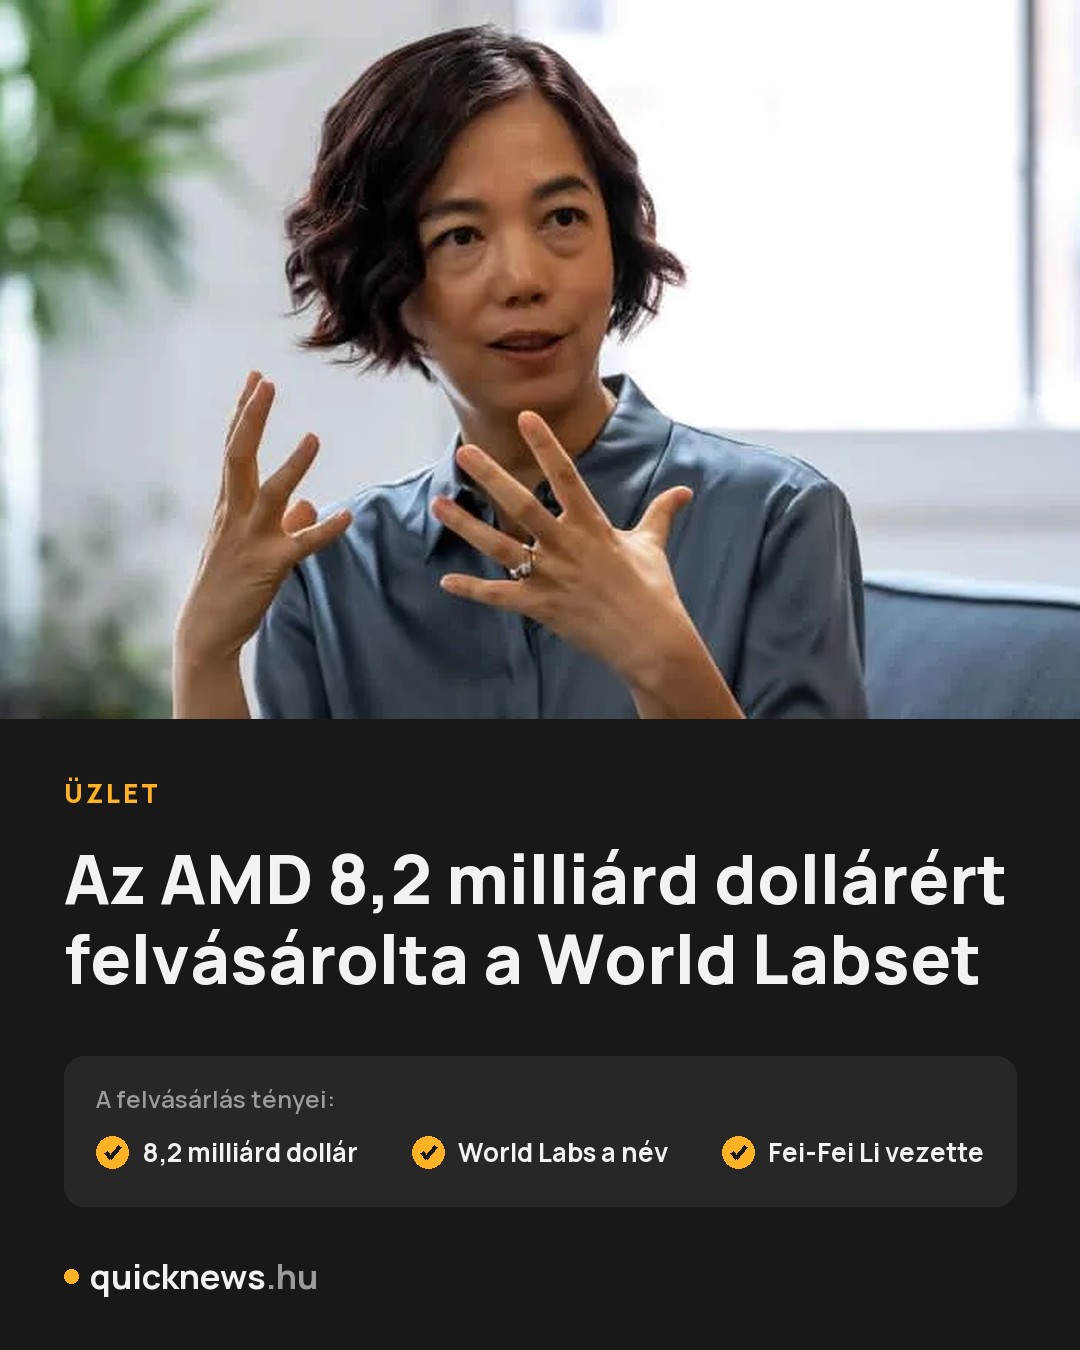 ÜZLET
Az AMD 8,2 milliárd dollárért
felvásárolta a World Labset
A felvásárlás tényei:
8,2 milliárd dollár
World Labs a név
Fei-Fei Li vezette
quicknews.hu